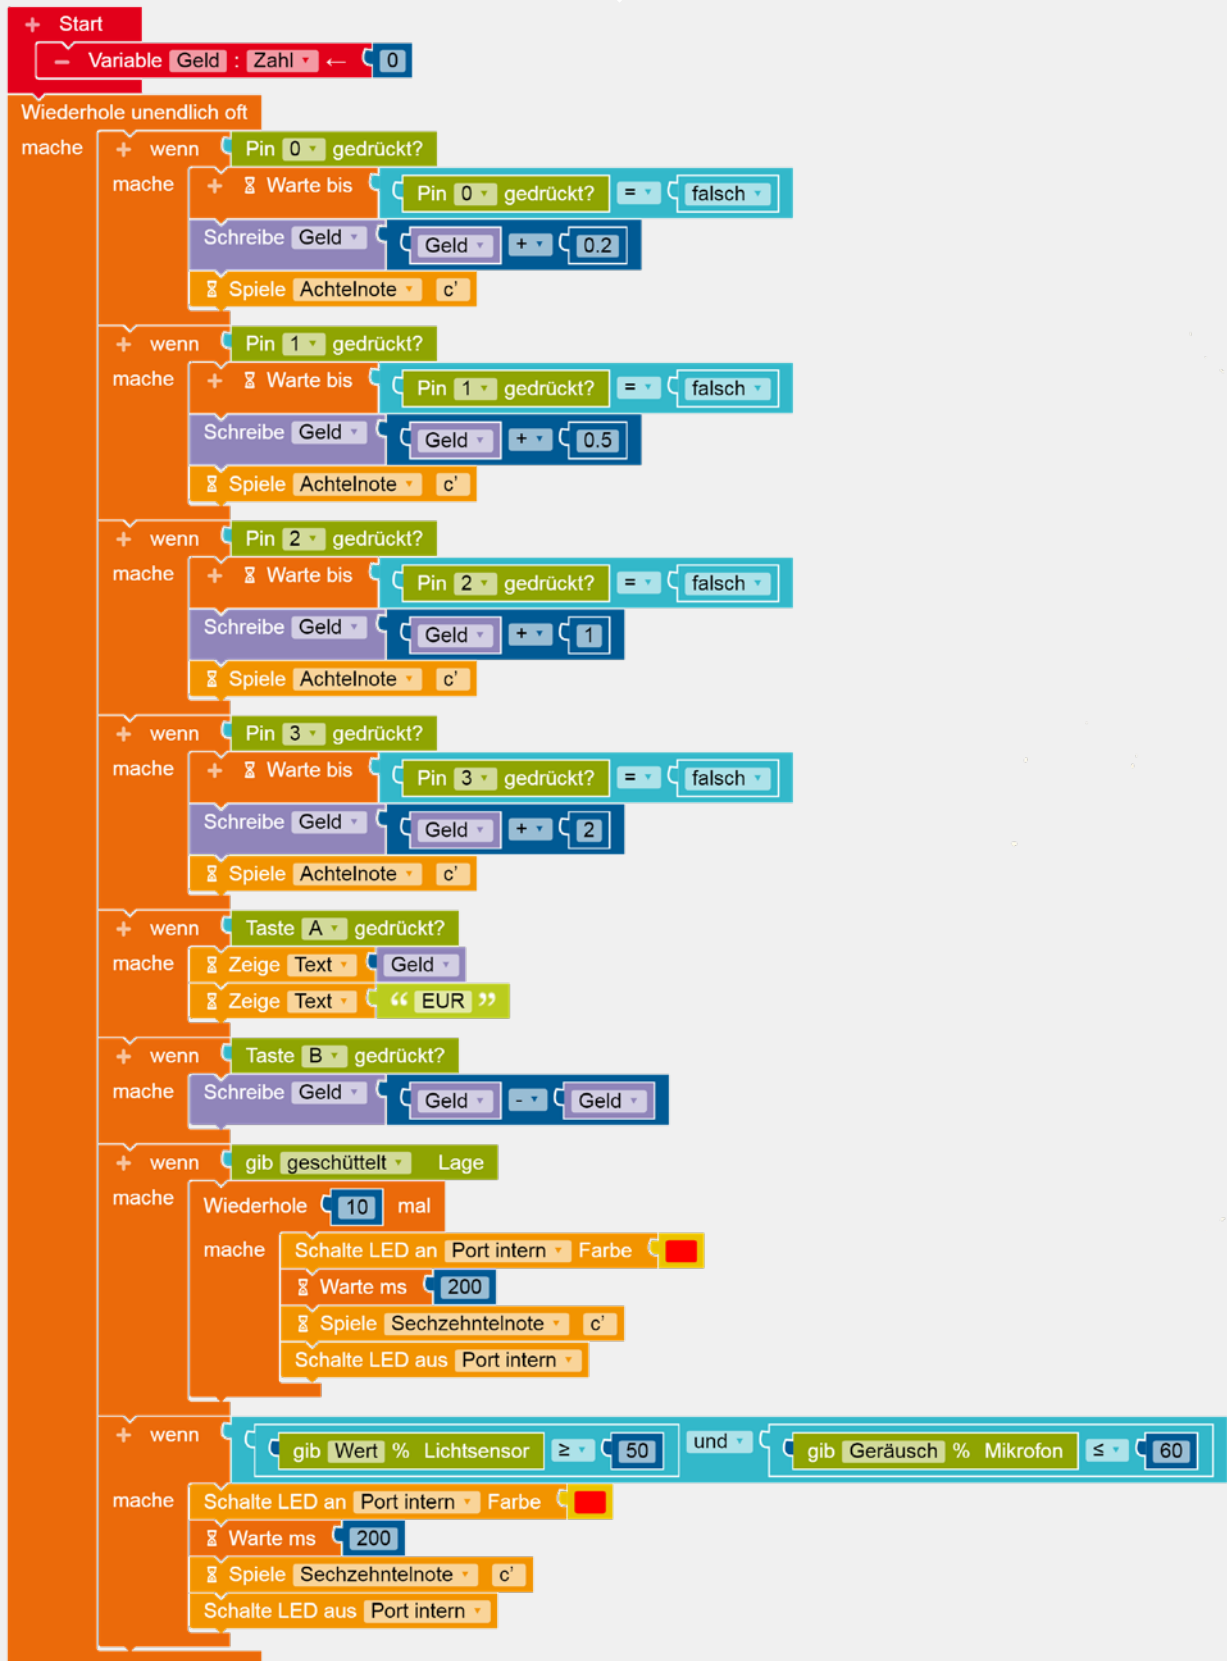 + Start
− Variable Geld : Zahl ← 0
Wiederhole unendlich oft
mache + wenn Pin 0 gedrückt?
mache + Warte bis Pin 0 gedrückt? = falsch
Schreibe Geld Geld + 0.2
Spiele Achtelnote c'
+ wenn Pin 1 gedrückt?
mache + Warte bis Pin 1 gedrückt? = falsch
Schreibe Geld Geld + 0.5
Spiele Achtelnote c'
+ wenn Pin 2 gedrückt?
mache + Warte bis Pin 2 gedrückt? = falsch
Schreibe Geld Geld + 1
Spiele Achtelnote c'
+ wenn Pin 3 gedrückt?
mache + Warte bis Pin 3 gedrückt? = falsch
Schreibe Geld Geld + 2
Spiele Achtelnote c'
+ wenn Taste A gedrückt?
mache Zeige Text Geld
Zeige Text “ EUR ”
+ wenn Taste B gedrückt?
mache Schreibe Geld Geld - Geld
+ wenn gib geschüttelt Lage
mache Wiederhole 10 mal
mache Schalte LED an Port intern Farbe
Warte ms 200
Spiele Sechzehntelnote c'
Schalte LED aus Port intern
+ wenn gib Wert % Lichtsensor ≥ 50 und gib Geräusch % Mikrofon ≤ 60
mache Schalte LED an Port intern Farbe
Warte ms 200
Spiele Sechzehntelnote c'
Schalte LED aus Port intern